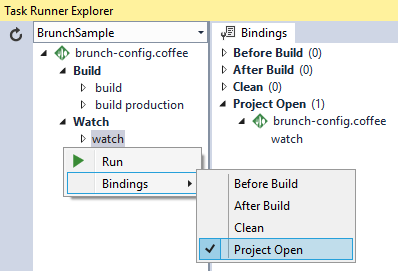 Task Runner Explorer
BrunchSample
brunch-config.coffee
Build
build
build production
Watch
watch
Run
Bindings
Bindings
Before Build (0)
After Build (0)
Clean (0)
Project Open (1)
brunch-config.coffee
watch
Before Build
After Build
Clean
Project Open